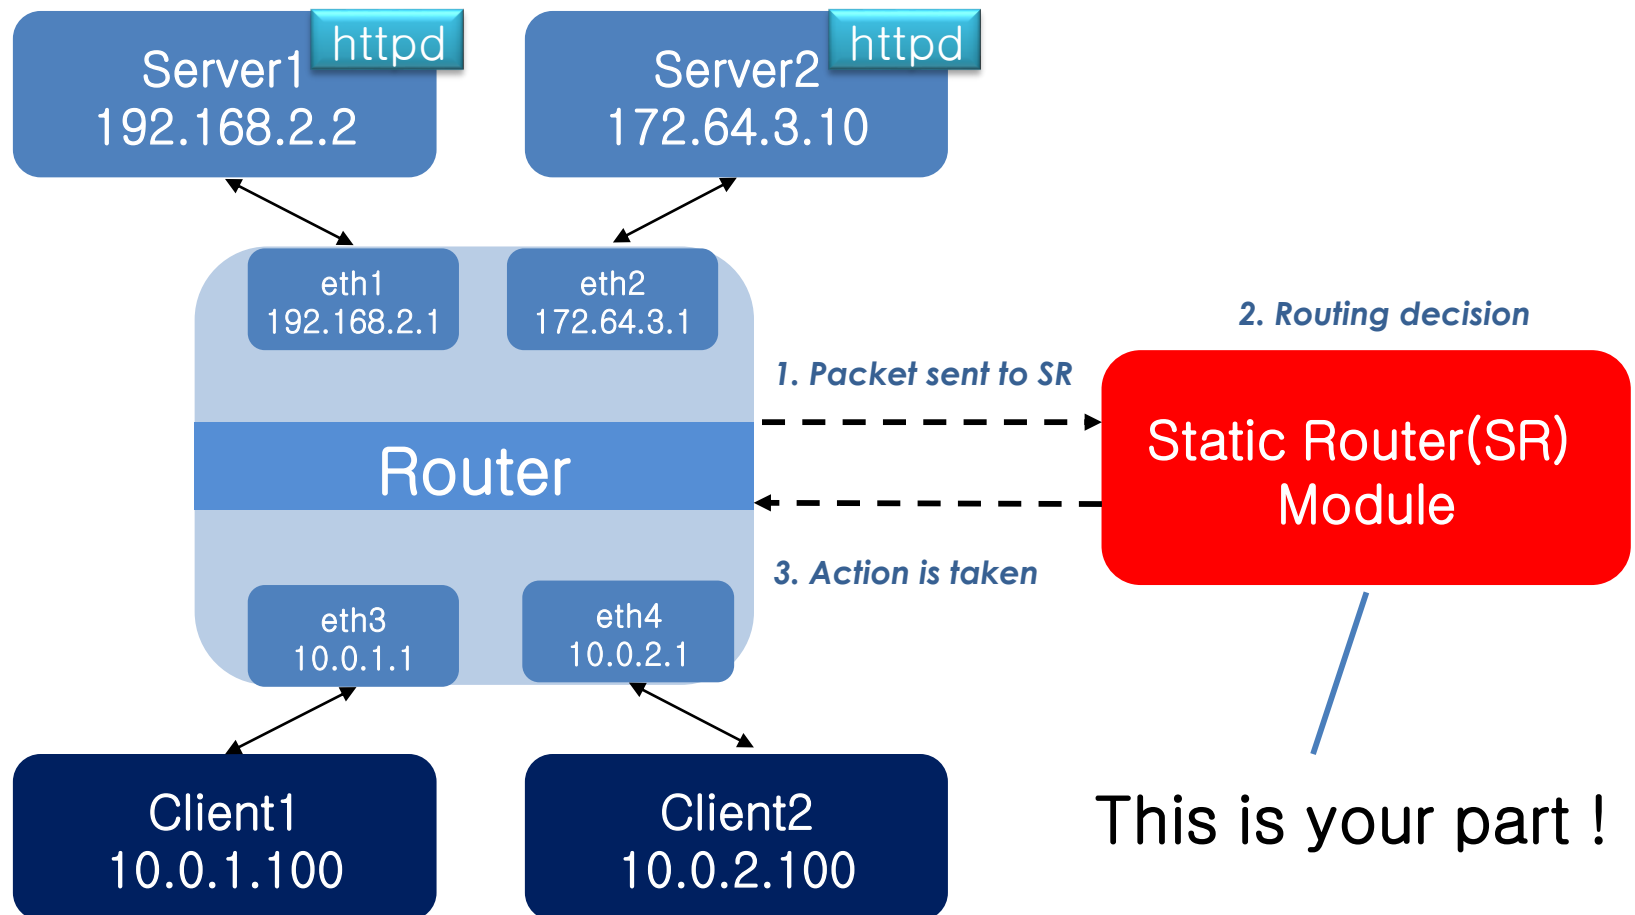 httpd
Server1
192.168.2.2
httpd
Server2
172.64.3.10
eth1
192.168.2.1
eth2
172.64.3.1
2. Routing decision
1. Packet sent to SR
Static Router(SR)
Module
Router
3. Action is taken
eth3
10.0.1.1
eth4
10.0.2.1
Client1
10.0.1.100
Client2
10.0.2.100
This is your part !